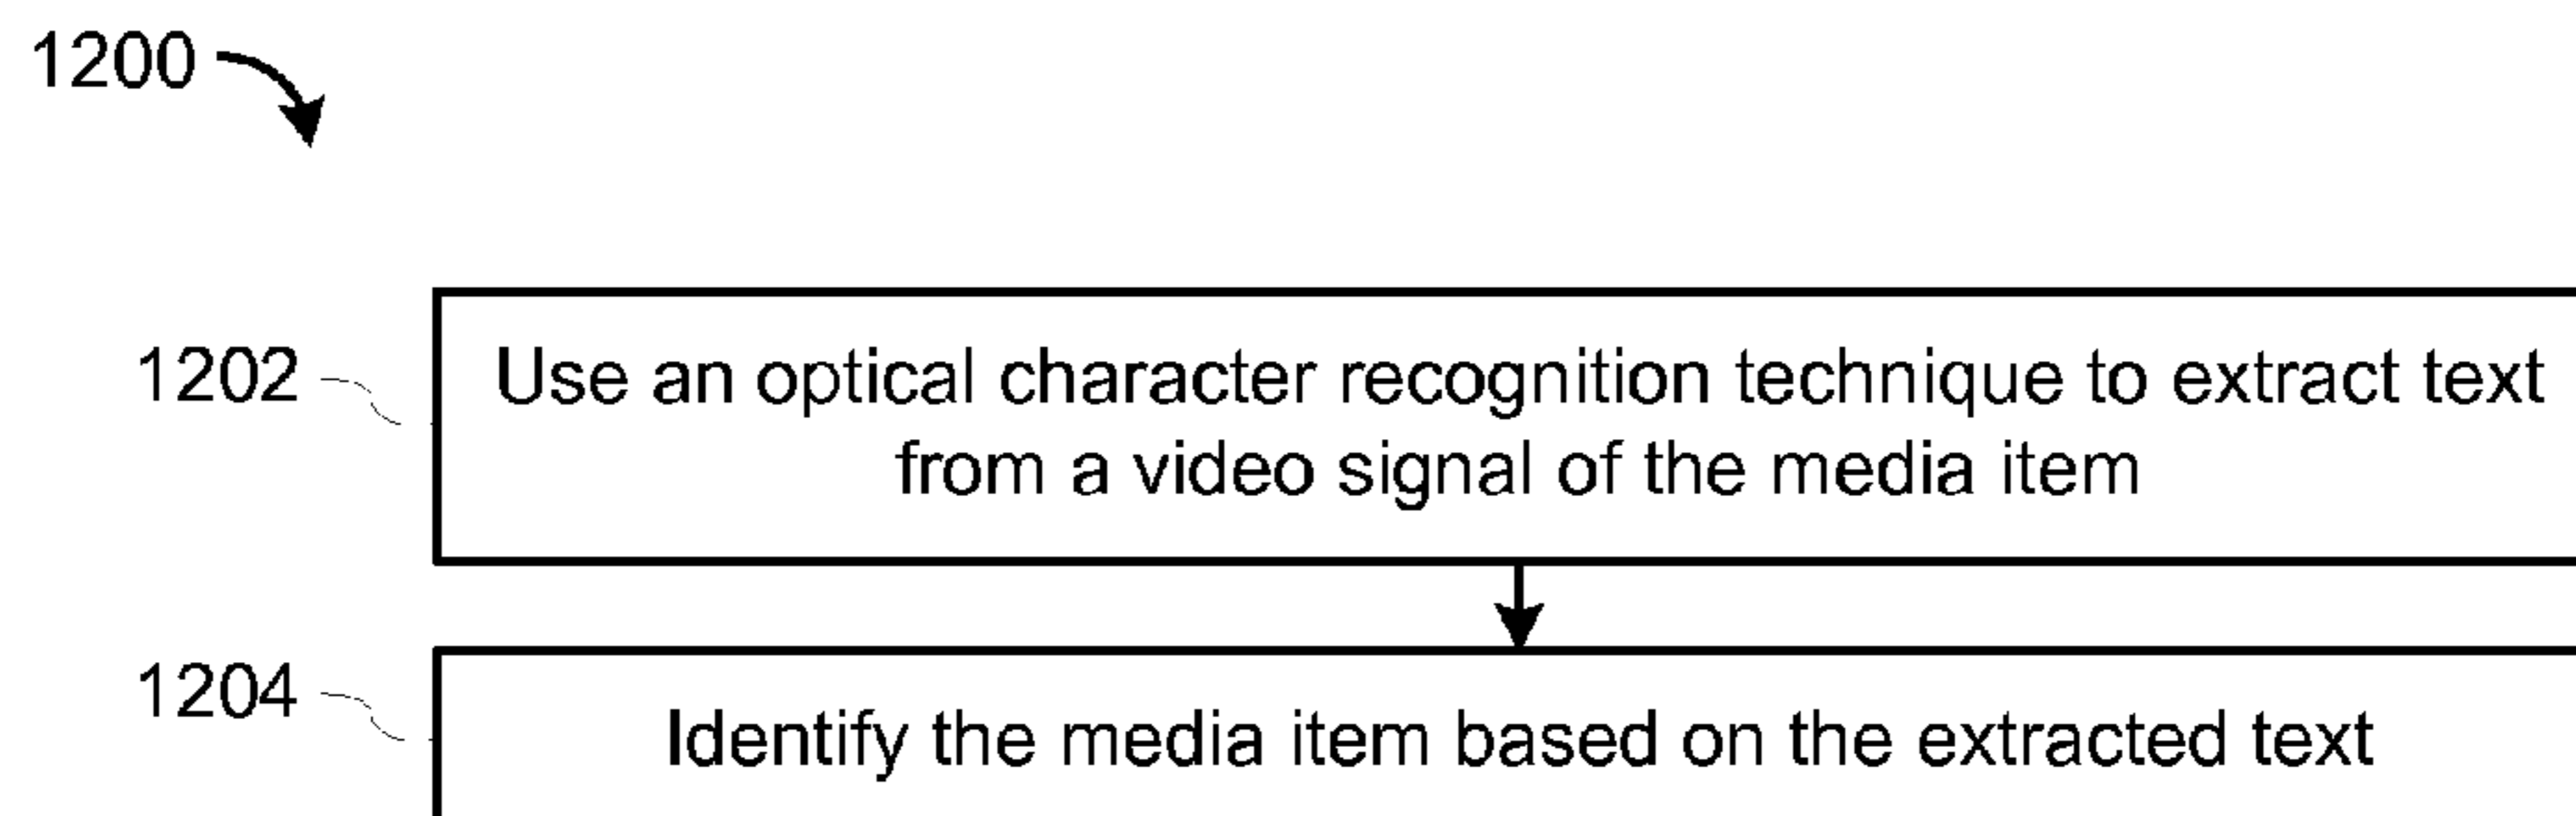 1200
1202
Use an optical character recognition technique to extract text
from a video signal of the media item
1204
Identify the media item based on the extracted text